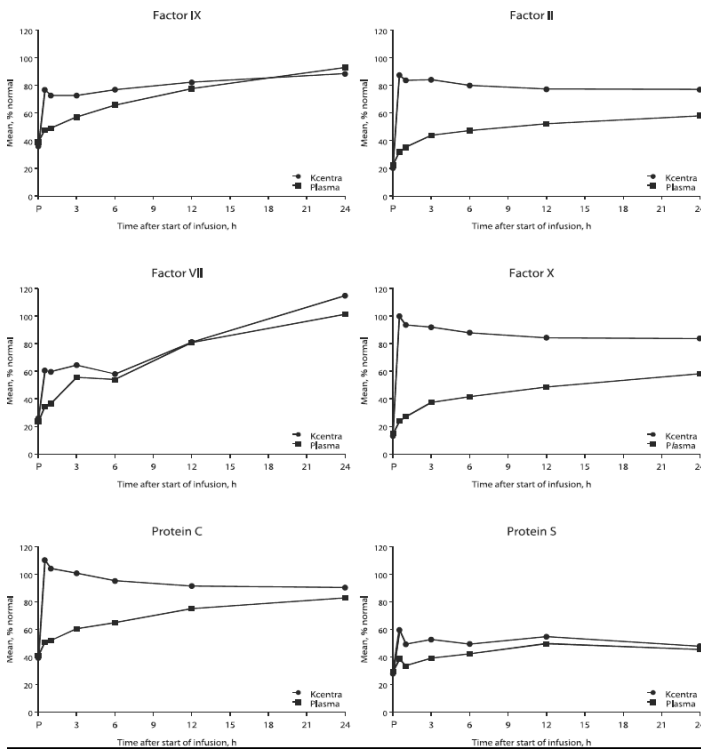 Factor IX
120
100
80
60
40
20
0
Mean, % normal
Kcentra
Plasma
P 3 6 9 12 15 18 21 24
Time after start of infusion, h
Factor II
120
100
80
60
40
20
0
Mean, % normal
Kcentra
Plasma
P 3 6 9 12 15 18 21 24
Time after start of infusion, h
Factor VII
120
100
80
60
40
20
0
Mean, % normal
Kcentra
Plasma
P 3 6 9 12 15 18 21 24
Time after start of infusion, h
Factor X
120
100
80
60
40
20
0
Mean, % normal
Kcentra
Plasma
P 3 6 9 12 15 18 21 24
Time after start of infusion, h
Protein C
120
100
80
60
40
20
0
Mean, % normal
Kcentra
Plasma
P 3 6 9 12 15 18 21 24
Time after start of infusion, h
Protein S
120
100
80
60
40
20
0
Mean, % normal
Kcentra
Plasma
P 3 6 9 12 15 18 21 24
Time after start of infusion, h